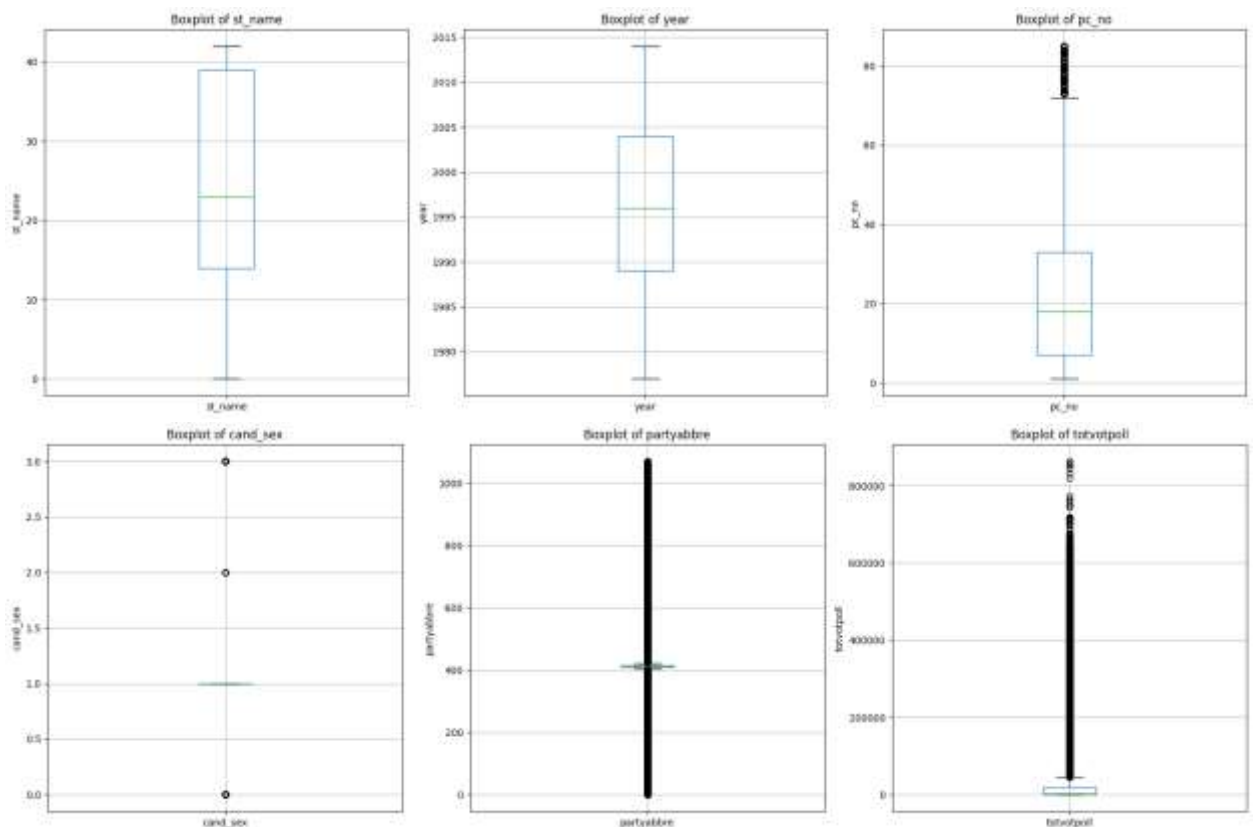 Boxplot of st_name
40
30
20
10
0
st_name
st_name
Boxplot of year
2015
2010
2005
2000
1995
1990
1985
1980
year
year
Boxplot of pc_no
80
60
40
20
0
pc_no
pc_no
Boxplot of cand_sex
3.0
2.5
2.0
1.5
1.0
0.5
0.0
cand_sex
cand_sex
Boxplot of partyabbre
1000
800
600
400
200
0
partyabbre
partyabbre
Boxplot of totvotpoll
800000
600000
400000
200000
0
totvotpoll
totvotpoll